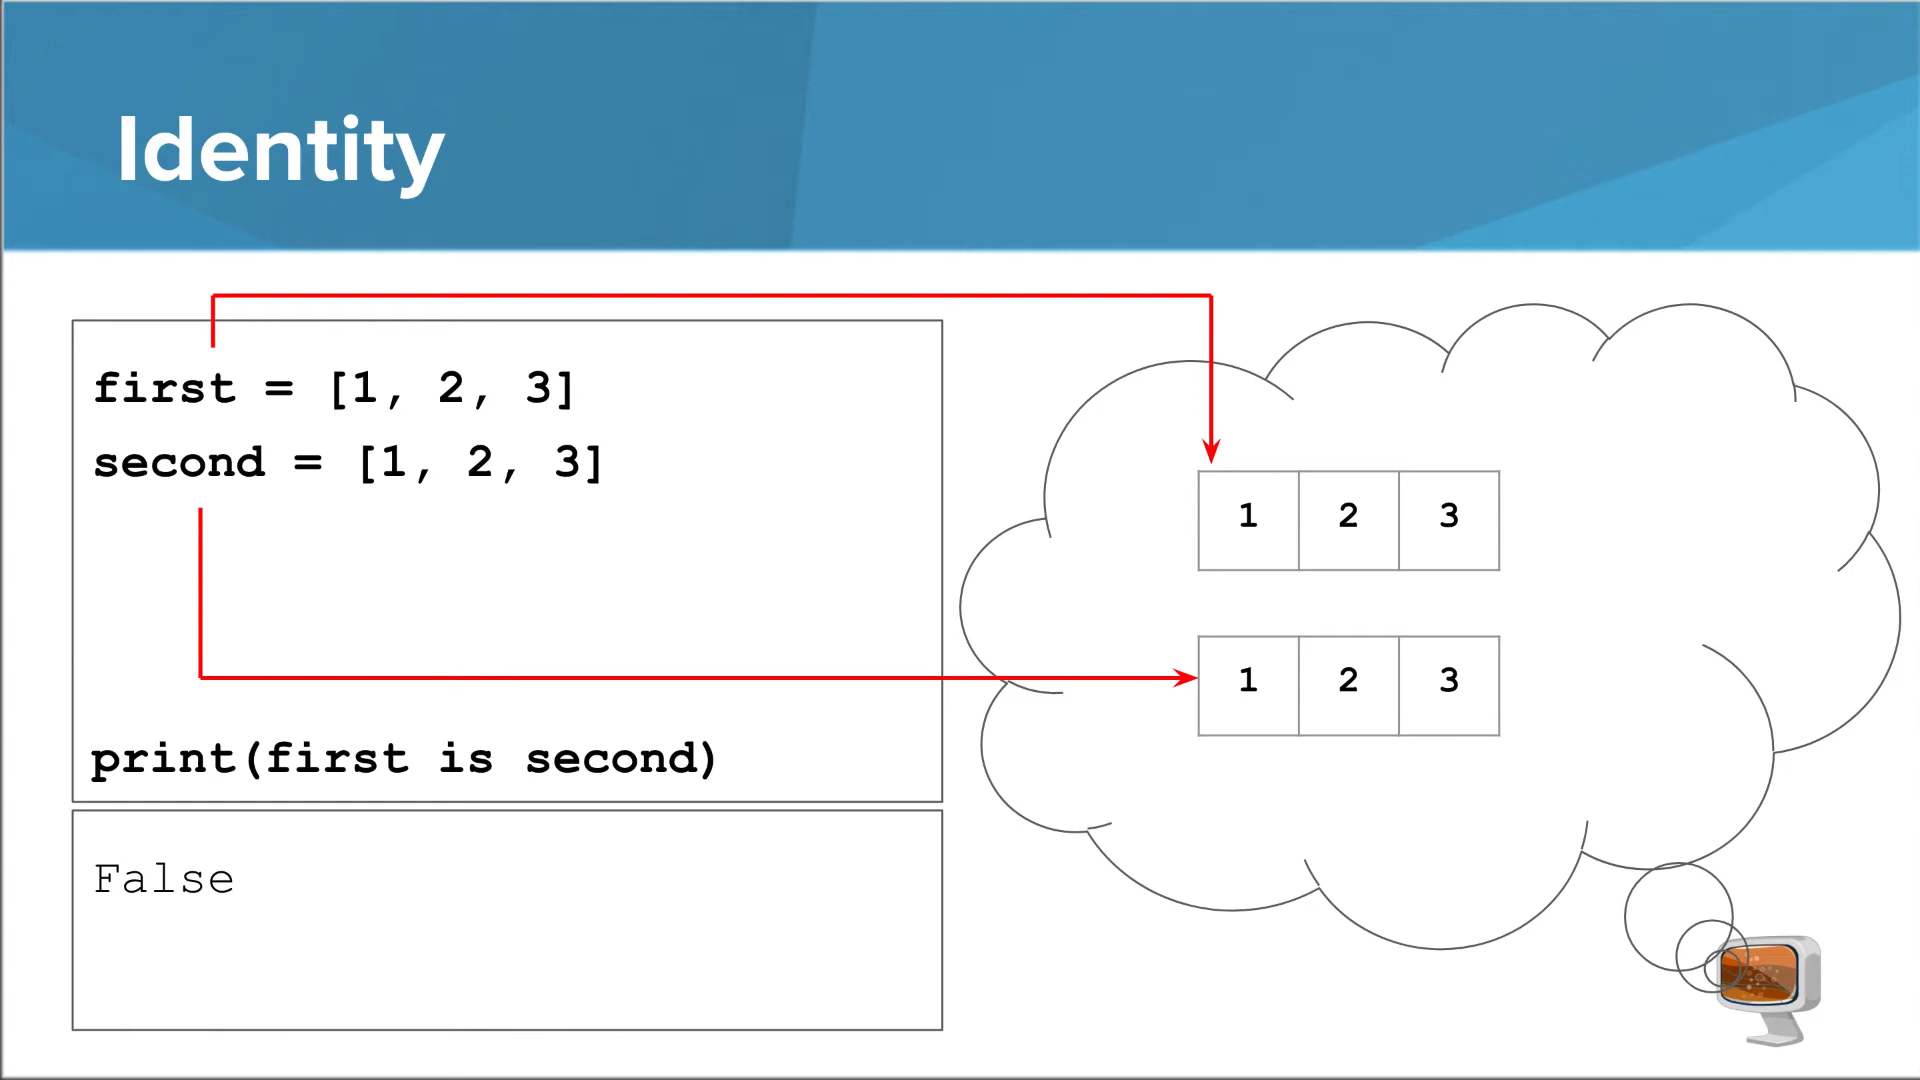 Identity
first = [1, 2, 3]
second = [1, 2, 3]
print(first is second)
False
1 2 3
1 2 3